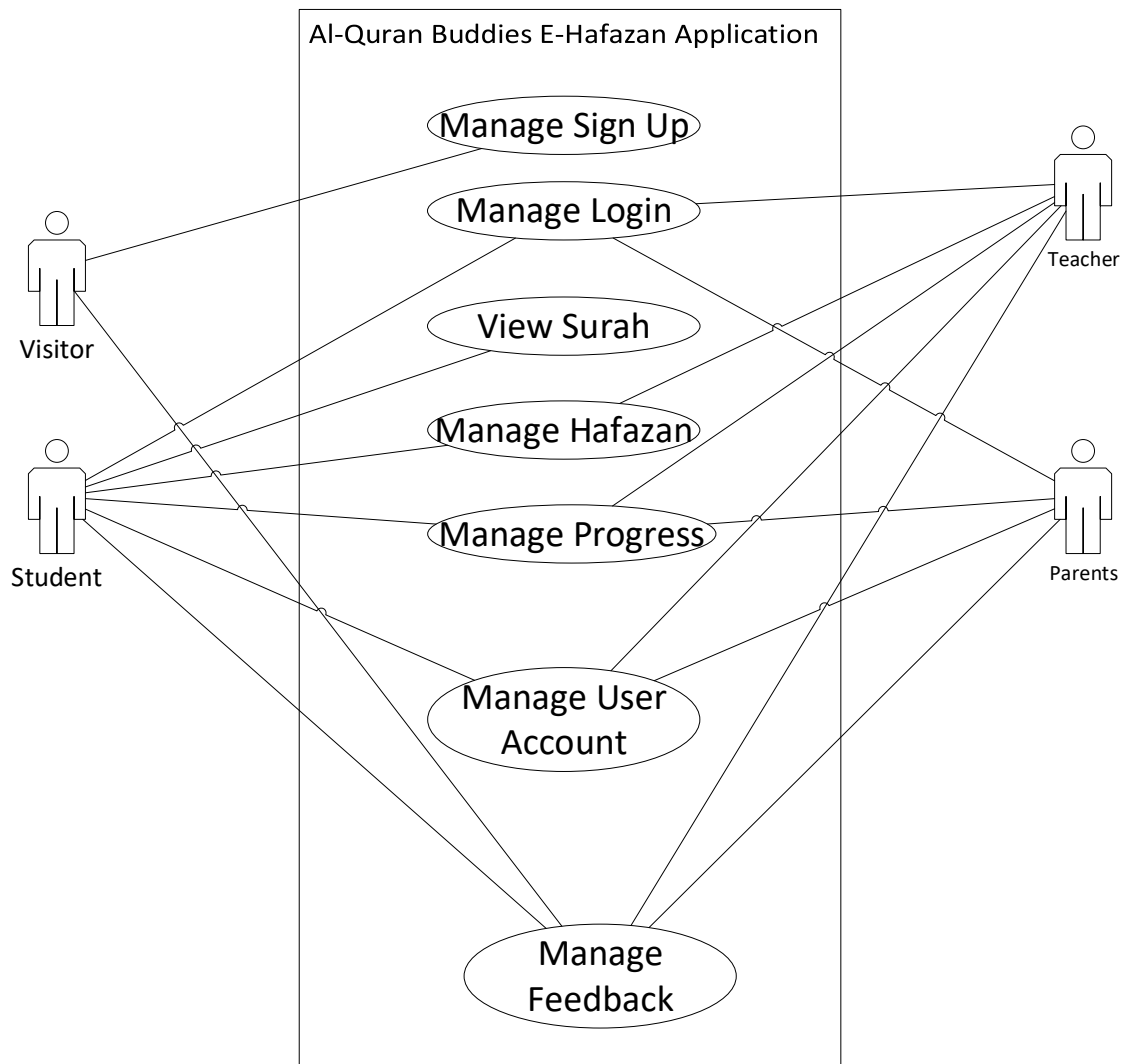 Al-Quran Buddies E-Hafazan Application
Manage Sign Up
Manage Login
Teacher
View Surah
Visitor
Manage Hafazan
Manage Progress
Student
Parents
Manage User
Account
Manage
Feedback